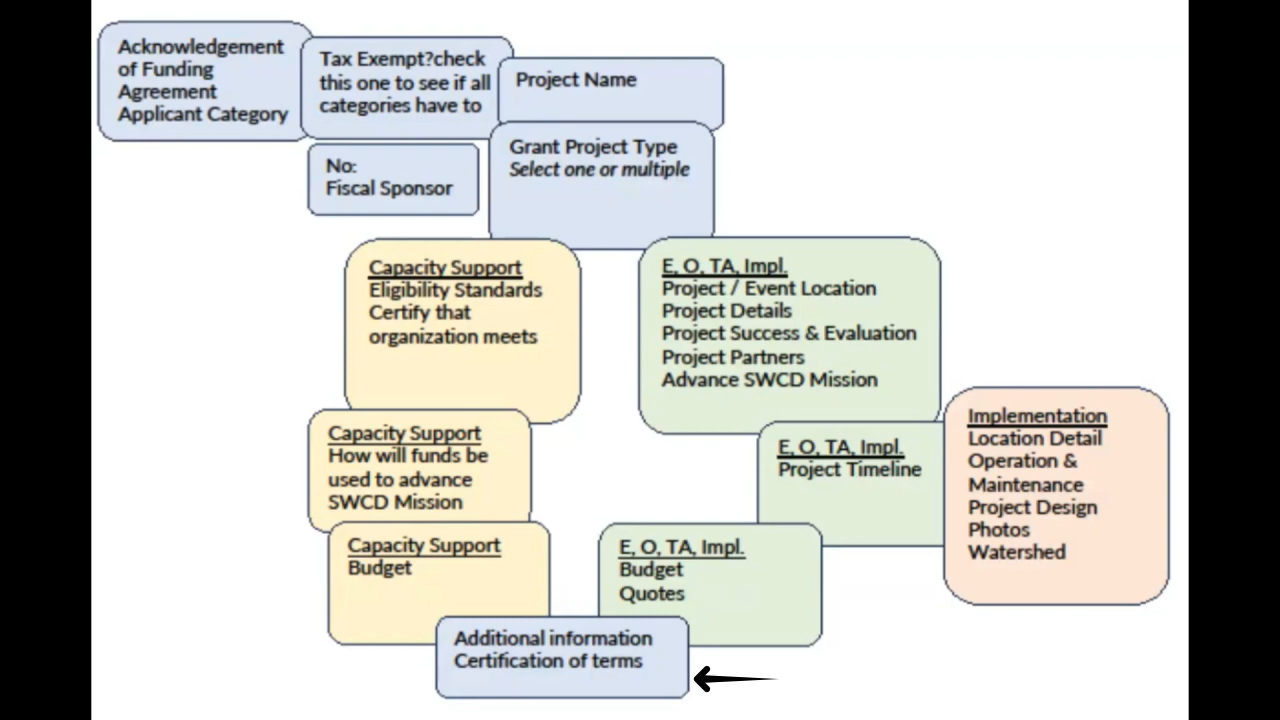 Acknowledgement
of Funding
Agreement
Applicant Category
Tax Exempt?check
this one to see if all
categories have to
Project Name
No:
Fiscal Sponsor
Grant Project Type
Select one or multiple
Capacity Support
Eligibility Standards
Certify that
organization meets
E, O, TA, Impl.
Project / Event Location
Project Details
Project Success & Evaluation
Project Partners
Advance SWCD Mission
Capacity Support
How will funds be
used to advance
SWCD Mission
E, O, TA, Impl.
Project Timeline
Implementation
Location Detail
Operation &
Maintenance
Project Design
Photos
Watershed
Capacity Support
Budget
E, O, TA, Impl.
Budget
Quotes
Additional information
Certification of terms